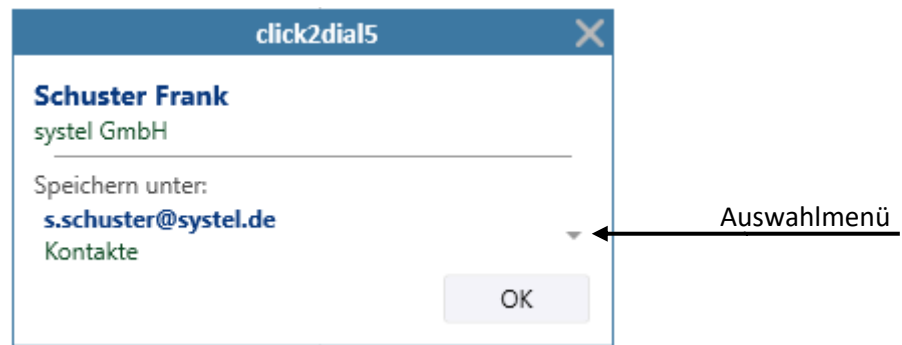 click2dial5
Schuster Frank
systel GmbH
Speichern unter:
s.schuster@systel.de
Kontakte
Auswahlmenü
OK